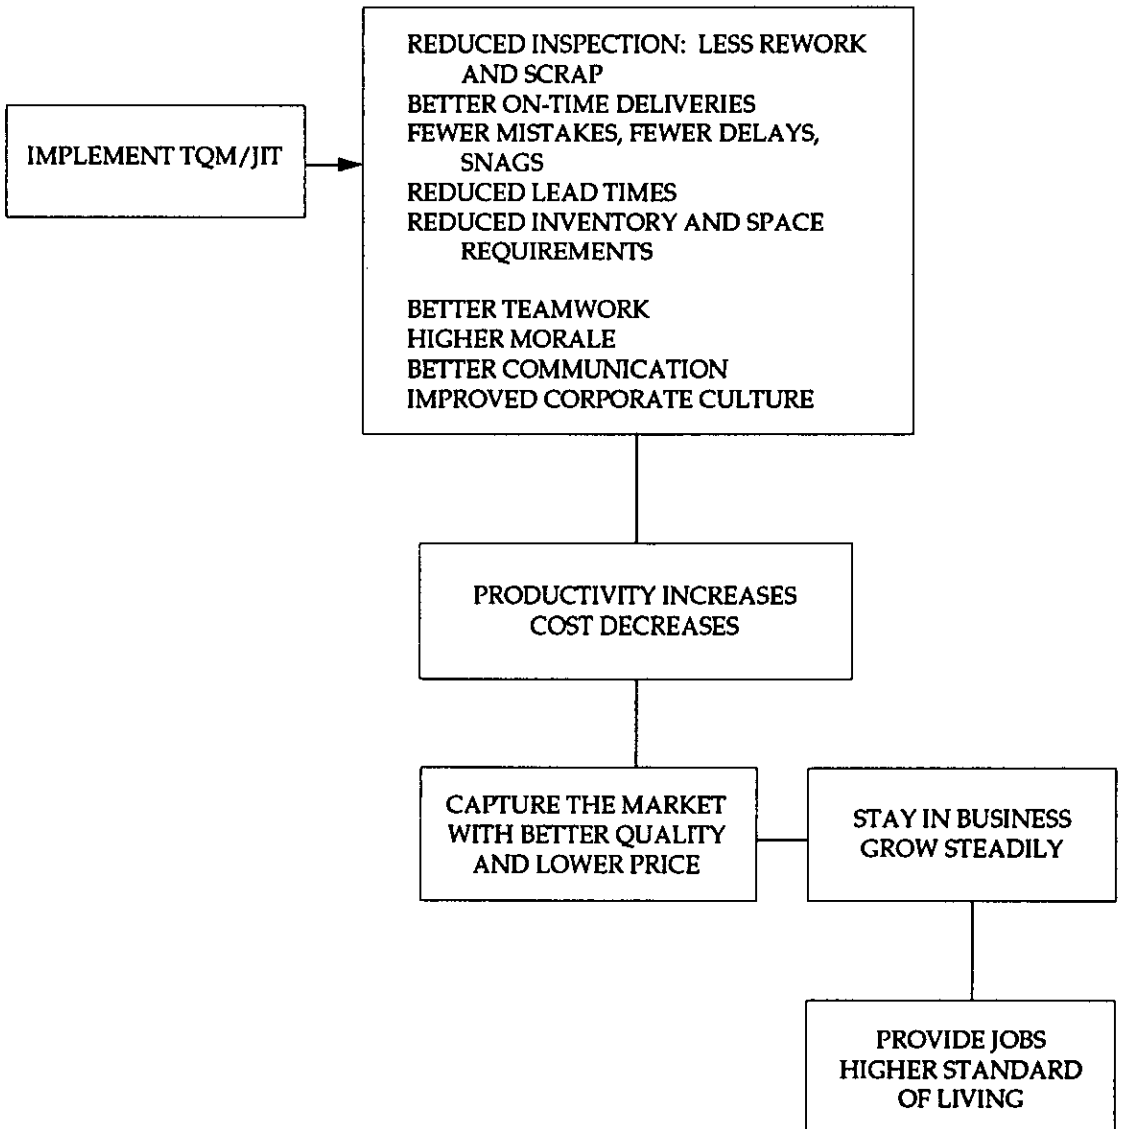 IMPLEMENT TQM/JIT
REDUCED INSPECTION: LESS REWORK
AND SCRAP
BETTER ON-TIME DELIVERIES
FEWER MISTAKES, FEWER DELAYS,
SNAGS
REDUCED LEAD TIMES
REDUCED INVENTORY AND SPACE
REQUIREMENTS
BETTER TEAMWORK
HIGHER MORALE
BETTER COMMUNICATION
IMPROVED CORPORATE CULTURE
PRODUCTIVITY INCREASES
COST DECREASES
CAPTURE THE MARKET
WITH BETTER QUALITY
AND LOWER PRICE
STAY IN BUSINESS
GROW STEADILY
PROVIDE JOBS
HIGHER STANDARD
OF LIVING